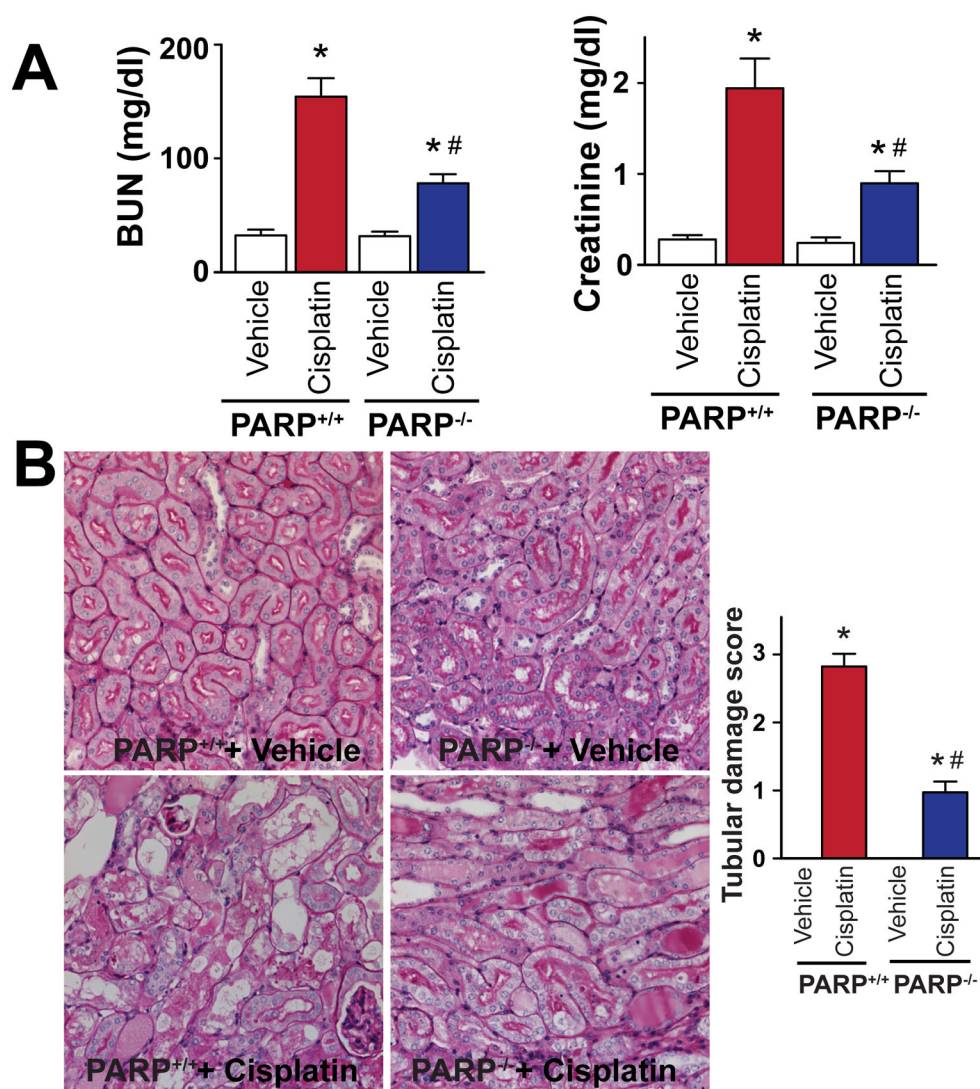 A
BUN (mg/dl)
200
100
0
*
* #
Vehicle
Cisplatin
Vehicle
Cisplatin
PARP+/+ PARP-/-
Creatinine (mg/dl)
2
1
0
*
* #
Vehicle
Cisplatin
Vehicle
Cisplatin
PARP+/+ PARP-/-
B
PARP+/++ Vehicle
PARP-/-+ Vehicle
PARP+/++ Cisplatin
PARP-/-+ Cisplatin
Tubular damage score
3
2
1
0
*
* #
Vehicle
Cisplatin
Vehicle
Cisplatin
PARP+/+ PARP-/-